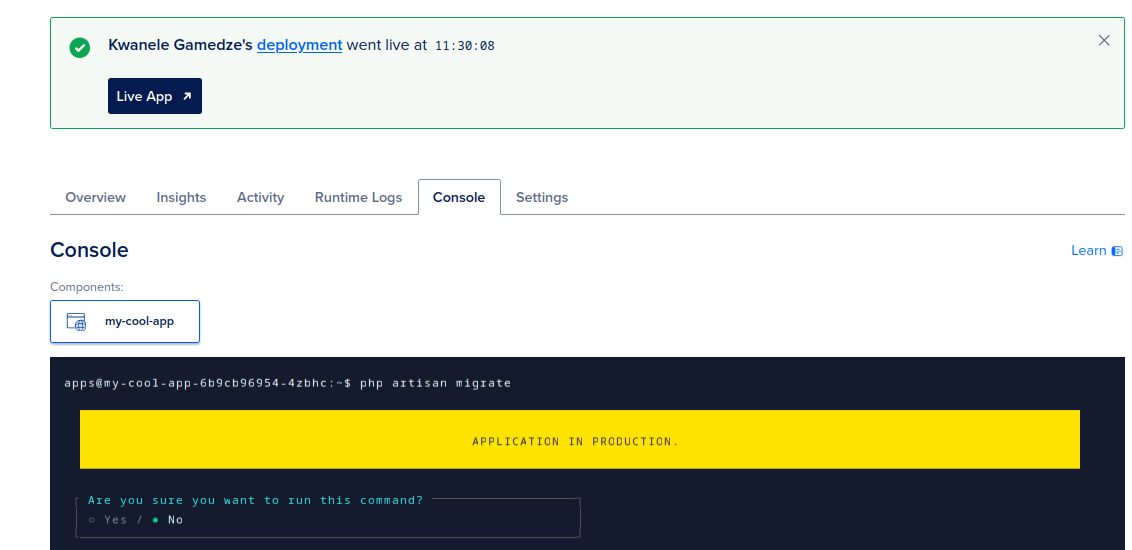 Kwanele Gamedze's deployment went live at 11:30:08
Live App
Overview Insights Activity Runtime Logs Console Settings
Console
Learn
Components:
my-cool-app
apps@my-cool-app-6b9cb96954-4zbhc:~$ php artisan migrate
APPLICATION IN PRODUCTION.
Are you sure you want to run this command?
○ Yes / ● No